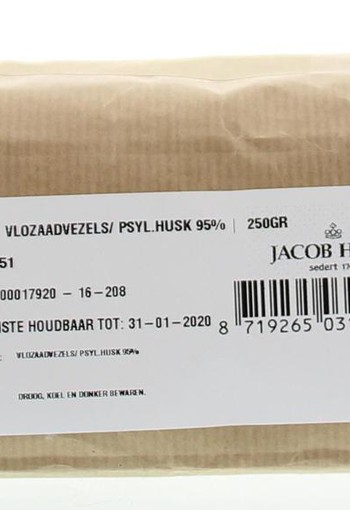 VLOZAADVEZELS/ PSYL.HUSK 95% | 250GR
JACOB H
sedert 17
51
00017920 - 16-208
STE HOUDBAAR TOT: 31-01-2020
8 719265 03
: VLOZAADVEZELS/ PSYL.HUSK 95%
DROOG, KOEL EN DONKER BEWAREN.